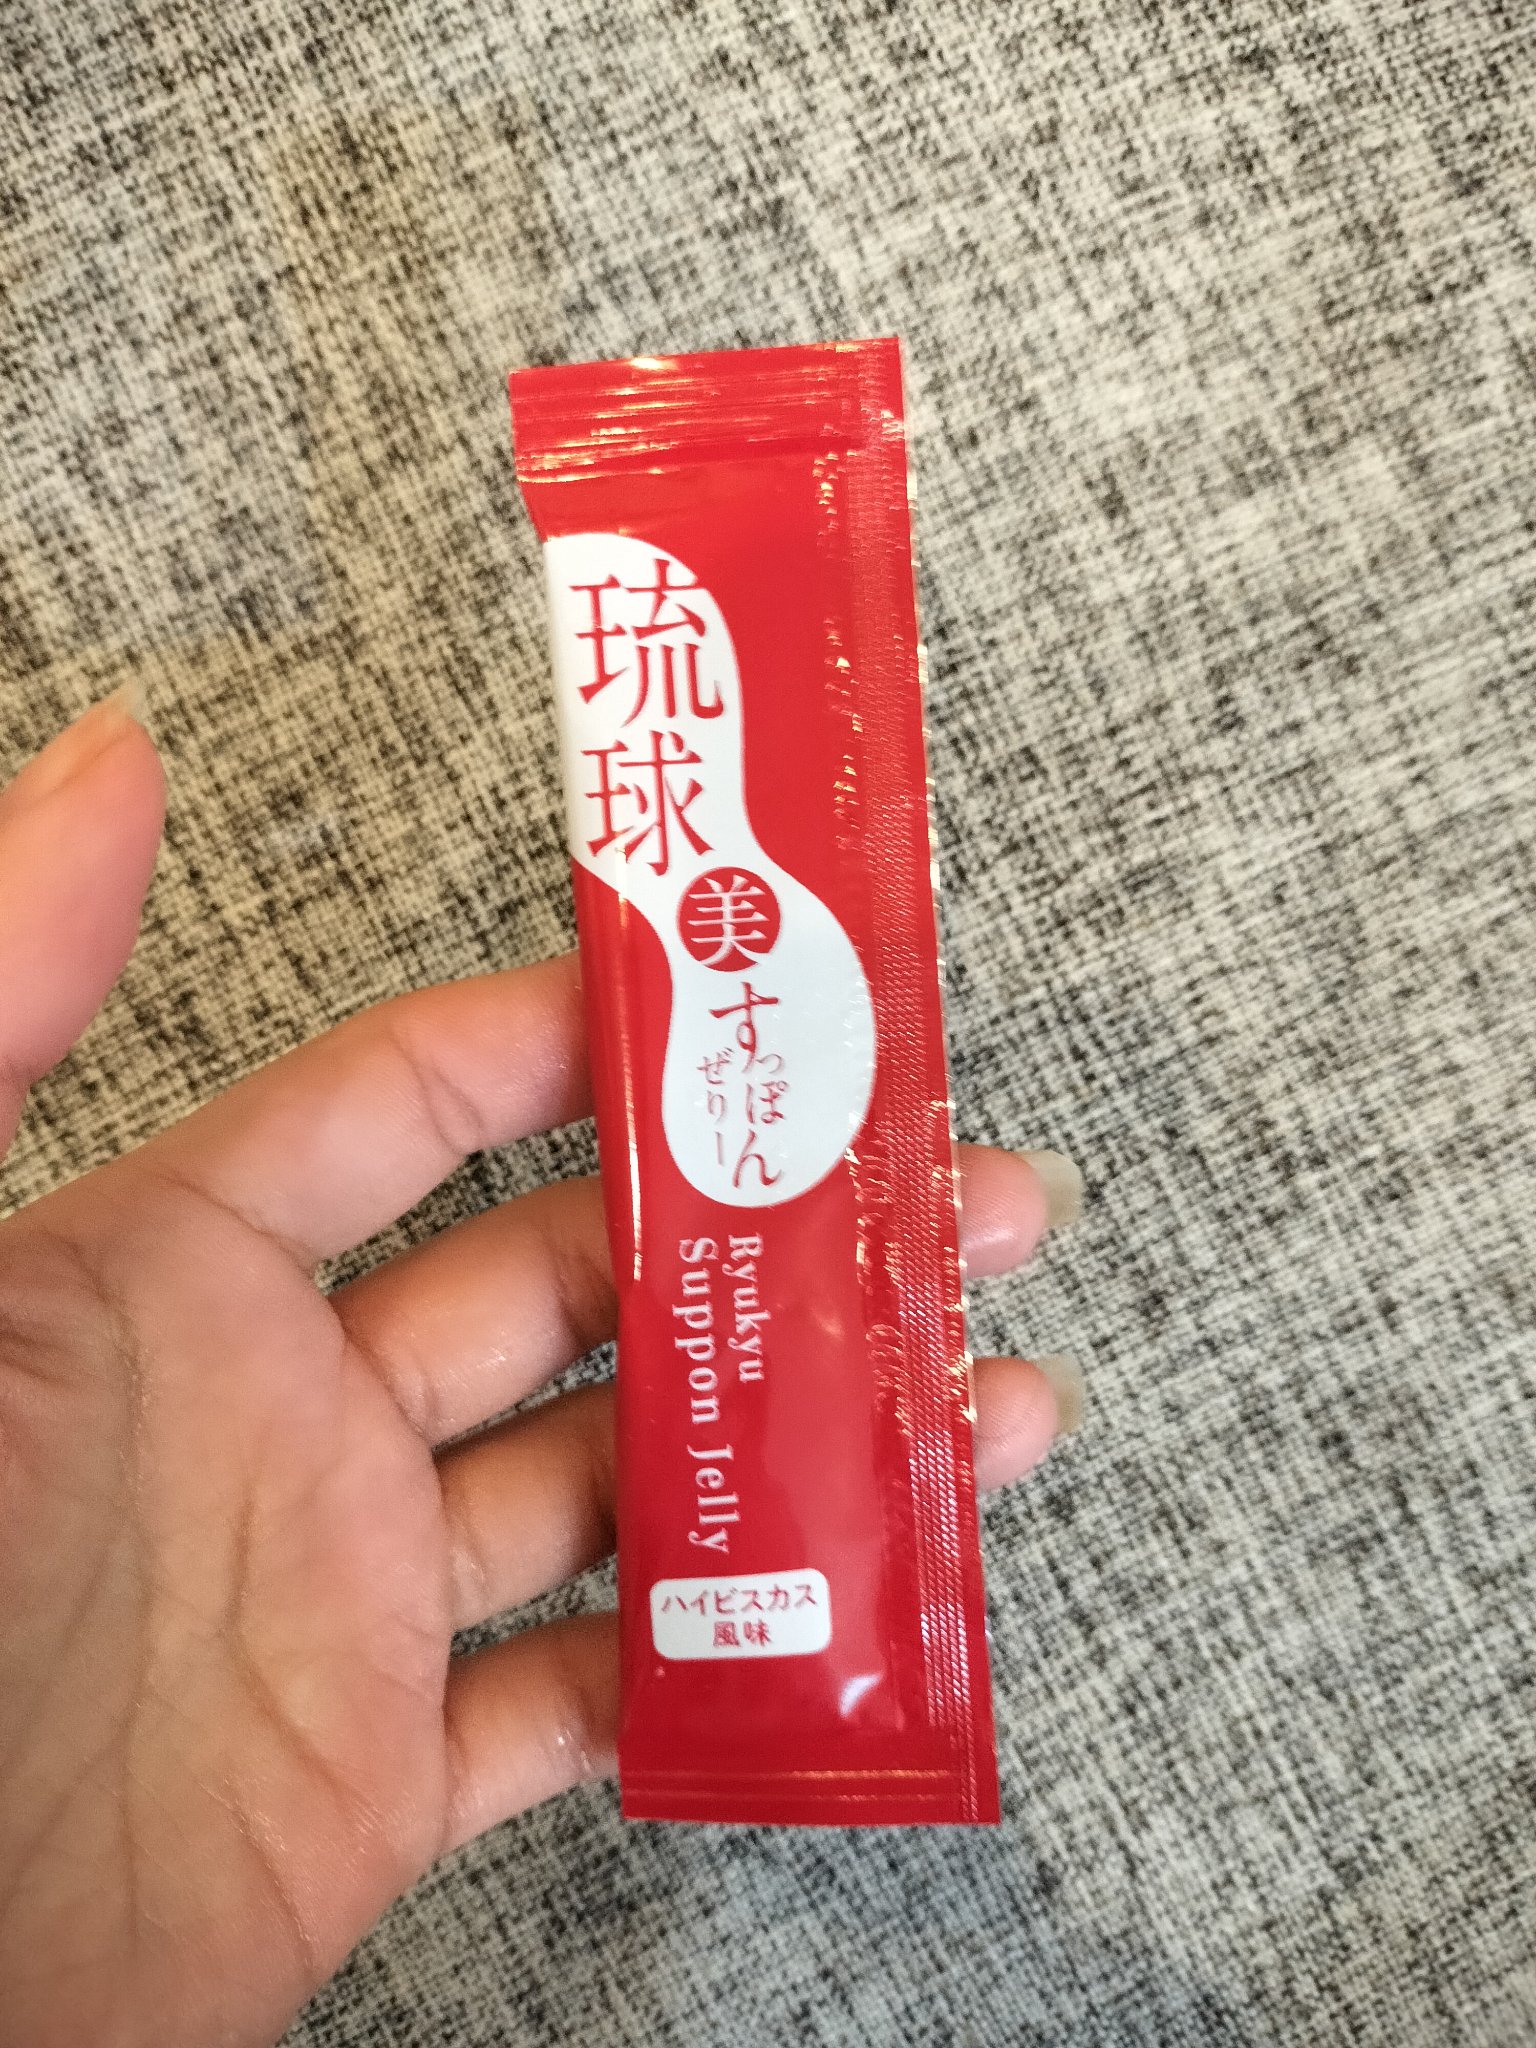 琉球
美
すっぽん
ぜりー
Ryukyu
Suppon Jelly
ハイビスカス
風味